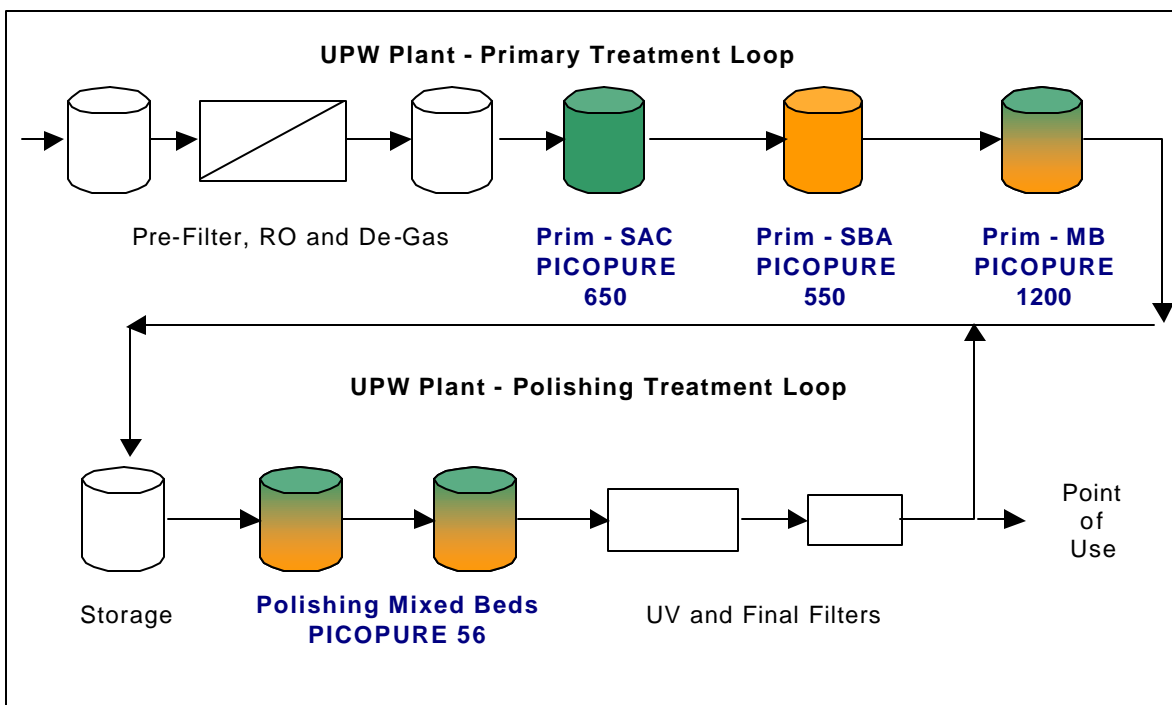 UPW Plant - Primary Treatment Loop
Pre-Filter, RO and De-Gas
Prim - SAC
PICOPURE
650
Prim - SBA
PICOPURE
550
Prim - MB
PICOPURE
1200
UPW Plant - Polishing Treatment Loop
Storage
Polishing Mixed Beds
PICOPURE 56
UV and Final Filters
Point
of
Use